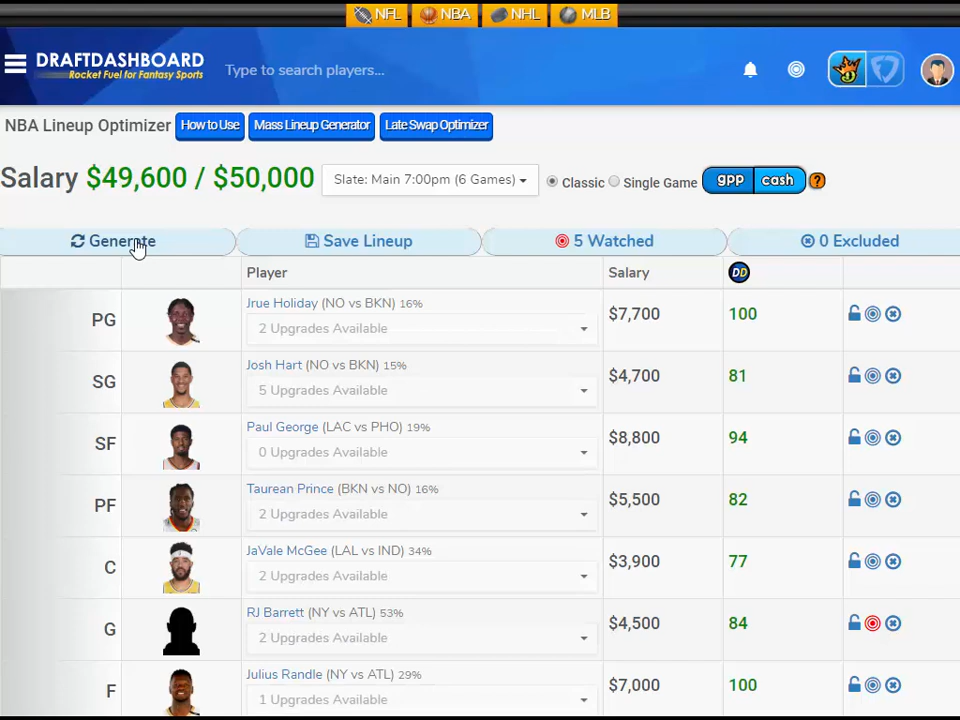 NFL NBA NHL MLB
DRAFTDASHBOARD
Rocket Fuel for Fantasy Sports
Type to search players...
NBA Lineup Optimizer How to Use Mass Lineup Generator Late Swap Optimizer
Salary $49,600 / $50,000 Slate: Main 7:00pm (6 Games) Classic Single Game gpp cash ?
Generate Save Lineup 5 Watched 0 Excluded
Player Salary DD
PG Jrue Holiday (NO vs BKN) 16% $7,700 100
2 Upgrades Available
SG Josh Hart (NO vs BKN) 15% $4,700 81
5 Upgrades Available
SF Paul George (LAC vs PHO) 19% $8,800 94
0 Upgrades Available
PF Taurean Prince (BKN vs NO) 16% $5,500 82
2 Upgrades Available
C JaVale McGee (LAL vs IND) 34% $3,900 77
2 Upgrades Available
G RJ Barrett (NY vs ATL) 53% $4,500 84
2 Upgrades Available
F Julius Randle (NY vs ATL) 29% $7,000 100
1 Upgrades Available